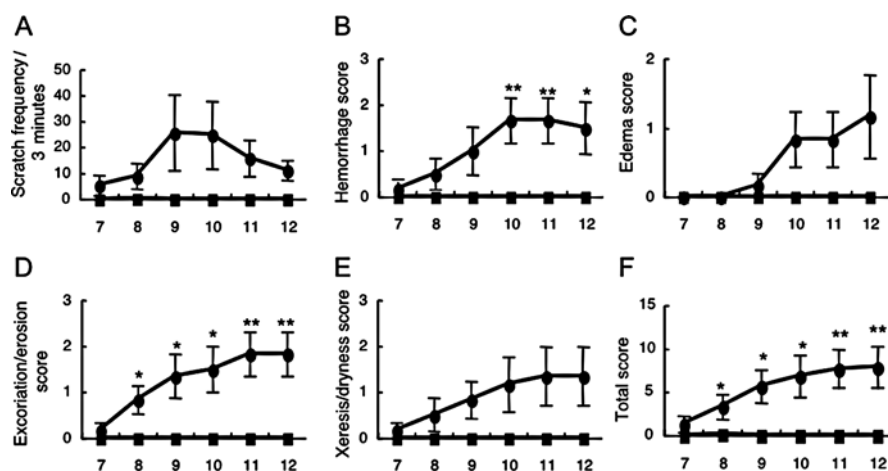 A
Scratch frequency /
3 minutes
50
40
30
20
10
0
7 8 9 10 11 12
B
Hemorrhage score
3
2
1
0
** ** *
7 8 9 10 11 12
C
Edema score
2
1
0
7 8 9 10 11 12
D
Excoriation/erosion
score
3
2
1
0
* * * ** **
7 8 9 10 11 12
E
Xeresis/dryness score
3
2
1
0
7 8 9 10 11 12
F
Total score
15
10
5
0
* * * ** **
7 8 9 10 11 12